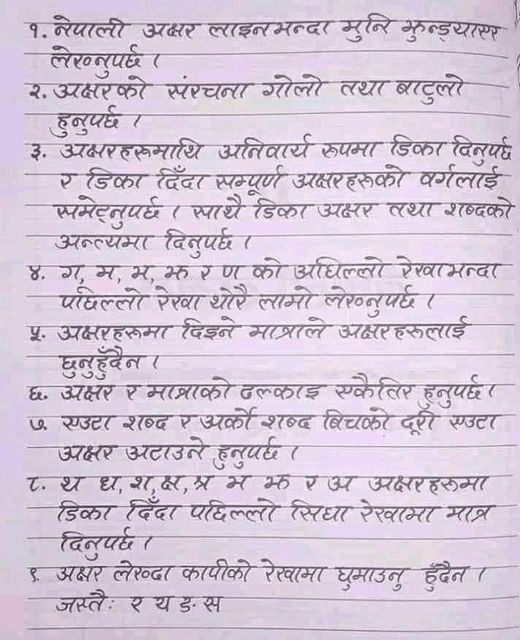 १. नेपाली अक्षर लाइनभन्दा मुनि झुन्ड्याएर
लेख्नुपर्छ ।
२. अक्षरको संरचना गोलो तथा बाटुलो
हुनुपर्छ ।
३. अक्षरहरूमाथि अनिवार्य रूपमा डिका दिनुपर्छ
र डिका दिँदा सम्पूर्ण अक्षरहरूको वर्गलाई
समेट्नुपर्छ । साथै डिका अक्षर तथा शब्दको
अन्त्यमा दिनुपर्छ ।
४. ग, म, भ, झ र ण को अघिल्लो रेखाभन्दा
पछिल्लो रेखा थोरै लामो लेख्नुपर्छ ।
५. अक्षरहरूमा दिइने मात्राले अक्षरहरूलाई
छुनुहुँदैन ।
६. अक्षर र मात्राको ढल्काइ एकैतिर हुनुपर्छ ।
७. एउटा शब्द र अर्को शब्द बिचको दूरी एउटा
अक्षर अटाउने हुनुपर्छ ।
८. थ ध, श, क्ष, श्र भ झ र अ अक्षरहरूमा
डिका दिँदा पछिल्लो सिधा रेखामा मात्र
दिनुपर्छ ।
९. अक्षर लेख्दा कापीको रेखामा घुमाउनु हुँदैन ।
जस्तै: र य ङ स